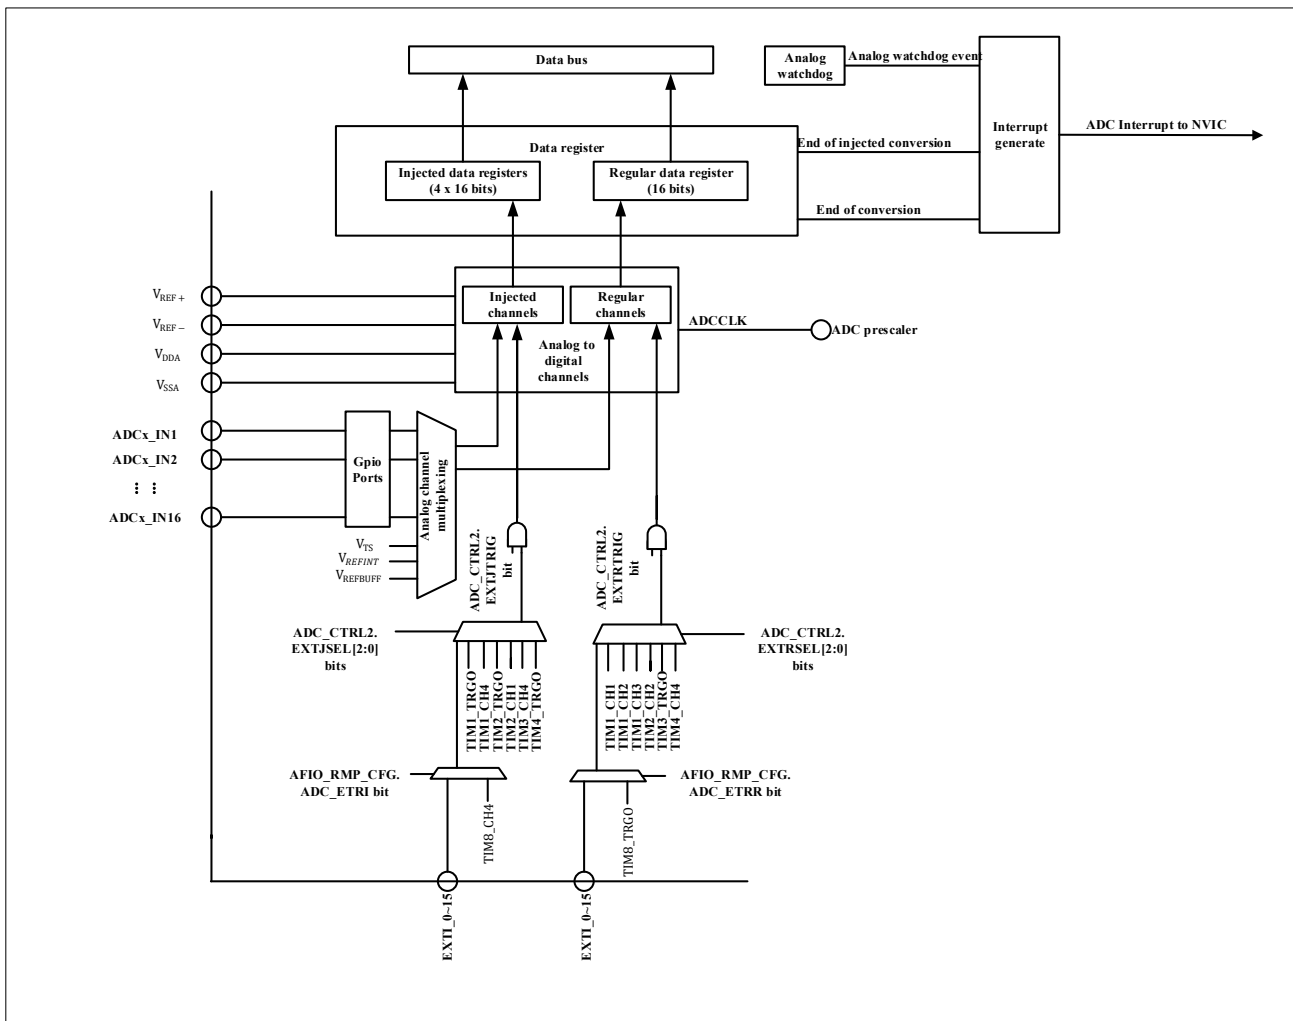 Data bus
Analog
watchdog
Analog watchdog event
Interrupt
generate
ADC Interrupt to NVIC
Data register
End of injected conversion
Injected data registers
(4 x 16 bits)
Regular data register
(16 bits)
End of conversion
VREF+
VREF−
VDDA
VSSA
Injected
channels
Regular
channels
Analog to
digital
channels
ADCCLK
ADC prescaler
ADCx_IN1
ADCx_IN2
ADCx_IN16
Gpio
Ports
Analog channel
multiplexing
VTS
VREFINT
VREFBUFF
ADC_CTRL2.
EXTJTRIG
bit
ADC_CTRL2.
EXTRTRIG
bit
ADC_CTRL2.
EXTJSEL[2:0]
bits
ADC_CTRL2.
EXTRSEL[2:0]
bits
TIM1_TRGO
TIM1_CH4
TIM2_TRGO
TIM2_CH1
TIM3_CH4
TIM4_TRGO
TIM1_CH1
TIM1_CH2
TIM1_CH3
TIM2_CH2
TIM3_TRGO
TIM4_CH4
AFIO_RMP_CFG.
ADC_ETRI bit
AFIO_RMP_CFG.
ADC_ETRR bit
TIM8_CH4
TIM8_TRGO
EXTI_0~15
EXTI_0~15